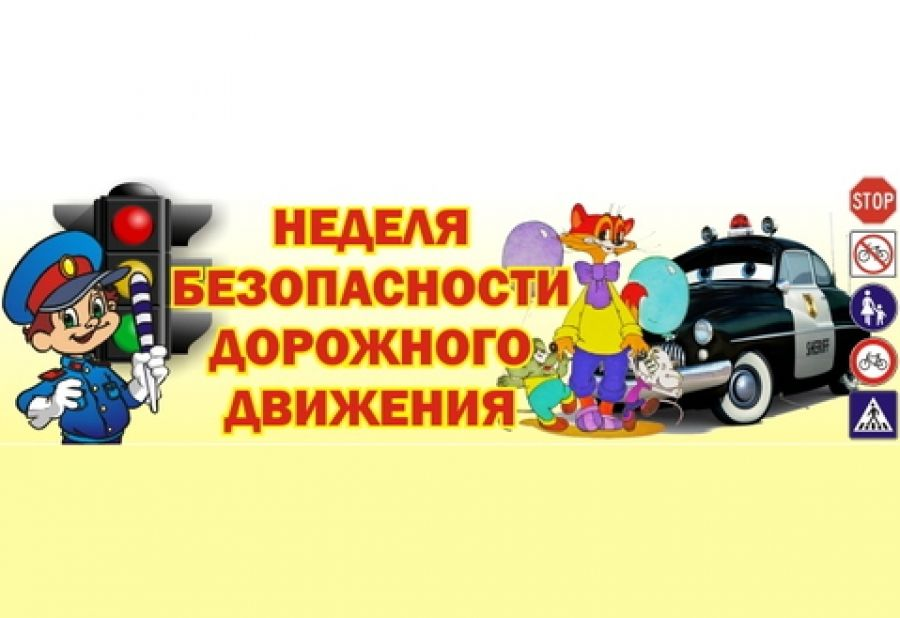 НЕДЕЛЯ
БЕЗОПАСНОСТИ
ДОРОЖНОГО
ДВИЖЕНИЯ
SHERIFF
STOP